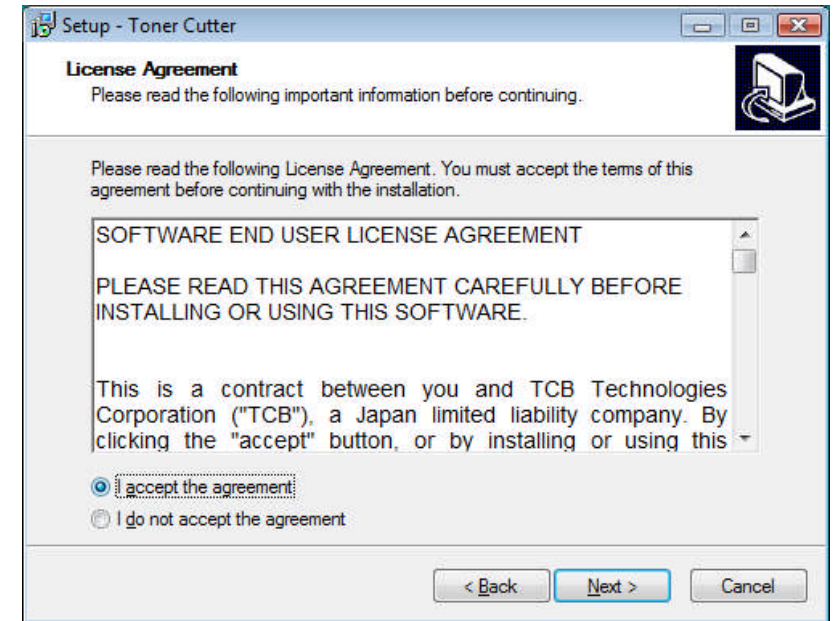 Setup - Toner Cutter
License Agreement
Please read the following important information before continuing.
Please read the following License Agreement. You must accept the terms of this
agreement before continuing with the installation.
SOFTWARE END USER LICENSE AGREEMENT
PLEASE READ THIS AGREEMENT CAREFULLY BEFORE
INSTALLING OR USING THIS SOFTWARE.
This is a contract between you and TCB Technologies
Corporation ("TCB"), a Japan limited liability company. By
clicking the "accept" button, or by installing or using this
I accept the agreement
I do not accept the agreement
< Back
Next >
Cancel